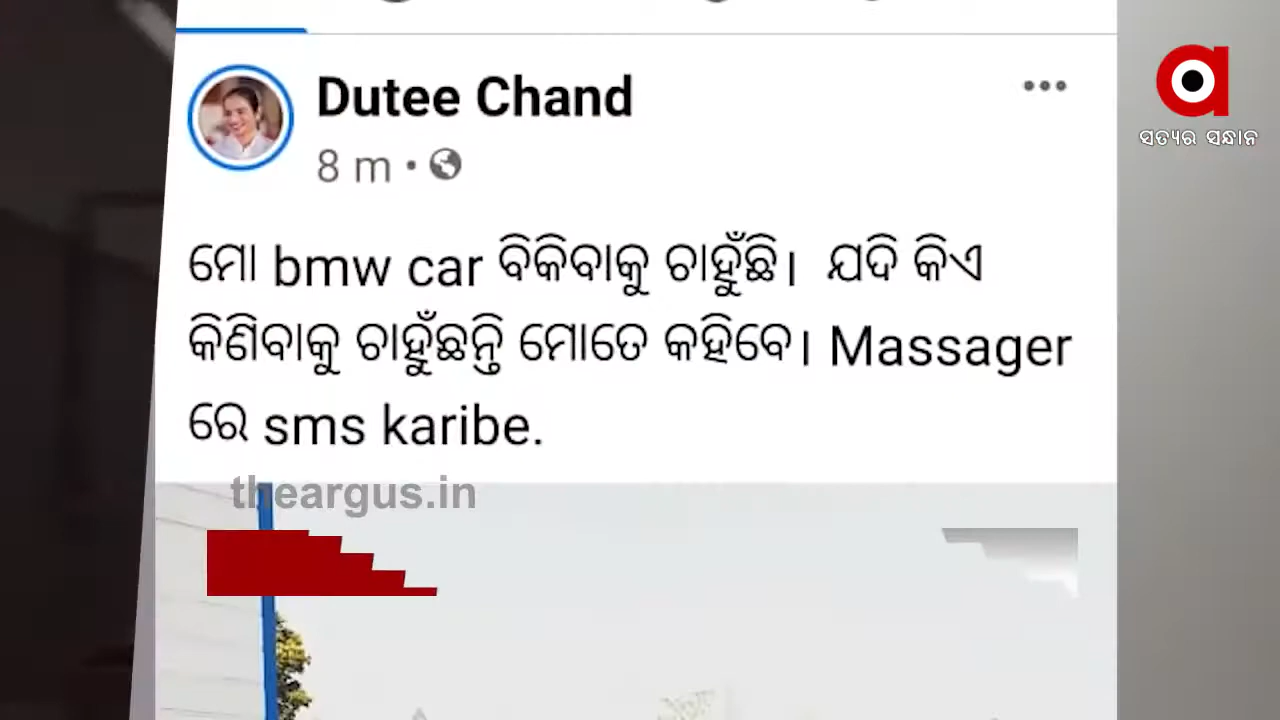 Dutee Chand
8 m
ମୋ bmw car ବିକିବାକୁ ଚାହୁଁଛି। ଯଦି କିଏ
କିଣିବାକୁ ଚାହୁଁଛନ୍ତି ମୋତେ କହିବେ। Massager
ରେ sms karibe.
theargus.in
ସତ୍ୟର ସନ୍ଧାନ